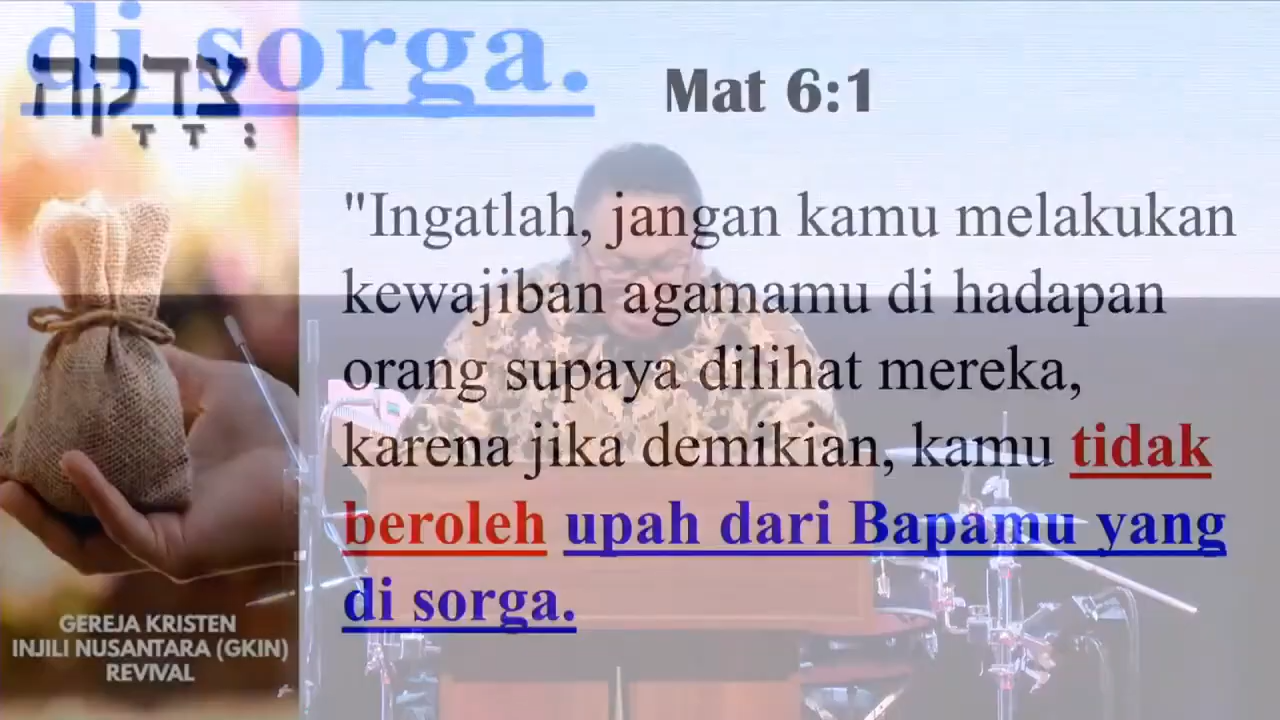 di sorga.
צְדָקָה
Mat 6:1
"Ingatlah, jangan kamu melakukan
kewajiban agamamu di hadapan
orang supaya dilihat mereka,
karena jika demikian, kamu tidak
beroleh upah dari Bapamu yang
di sorga.
GEREJA KRISTEN
INJILI NUSANTARA (GKIN)
REVIVAL